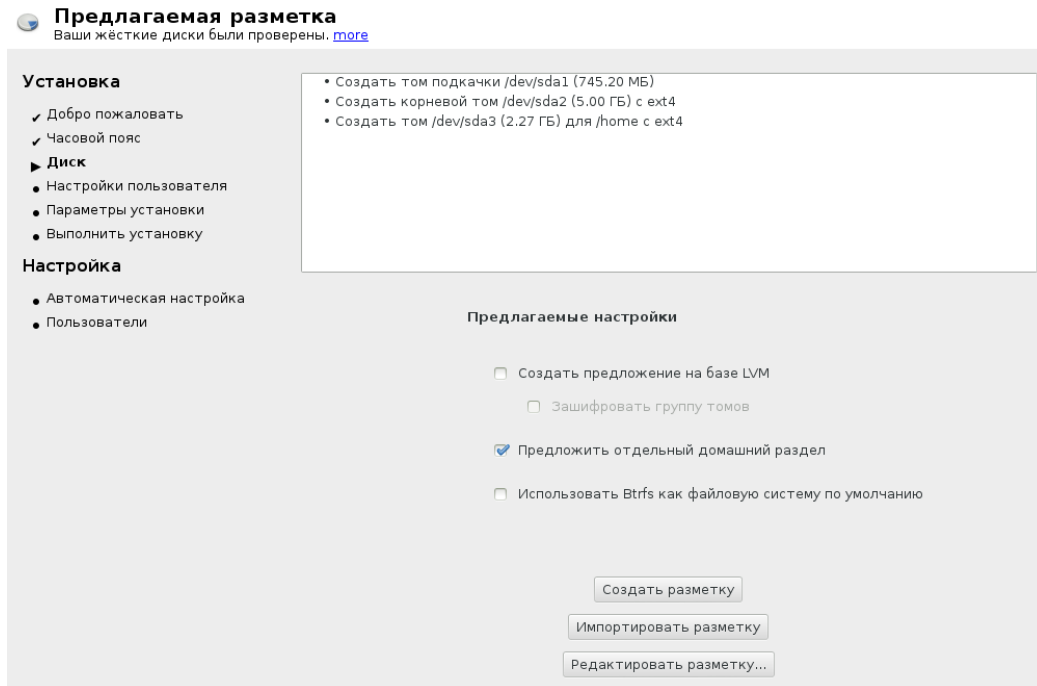 Предлагаемая разметка
Ваши жёсткие диски были проверены. more
Установка
Добро пожаловать
Часовой пояс
Диск
Настройки пользователя
Параметры установки
Выполнить установку
Настройка
Автоматическая настройка
Пользователи
• Создать том подкачки /dev/sda1 (745.20 МБ)
• Создать корневой том /dev/sda2 (5.00 ГБ) с ext4
• Создать том /dev/sda3 (2.27 ГБ) для /home с ext4
Предлагаемые настройки
Создать предложение на базе LVM
Зашифровать группу томов
Предложить отдельный домашний раздел
Использовать Btrfs как файловую систему по умолчанию
Создать разметку
Импортировать разметку
Редактировать разметку...